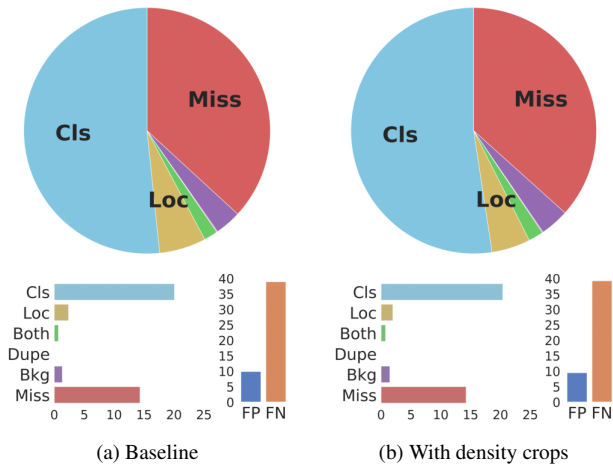 Miss
Cls
Loc
Miss
Cls
Loc
Cls
Loc
Both
Dupe
Bkg
Miss
0 5 10 15 20 25
40
35
30
25
20
15
10
5
0
FP FN
Cls
Loc
Both
Dupe
Bkg
Miss
0 5 10 15 20 25
40
35
30
25
20
15
10
5
0
FP FN
(a) Baseline
(b) With density crops